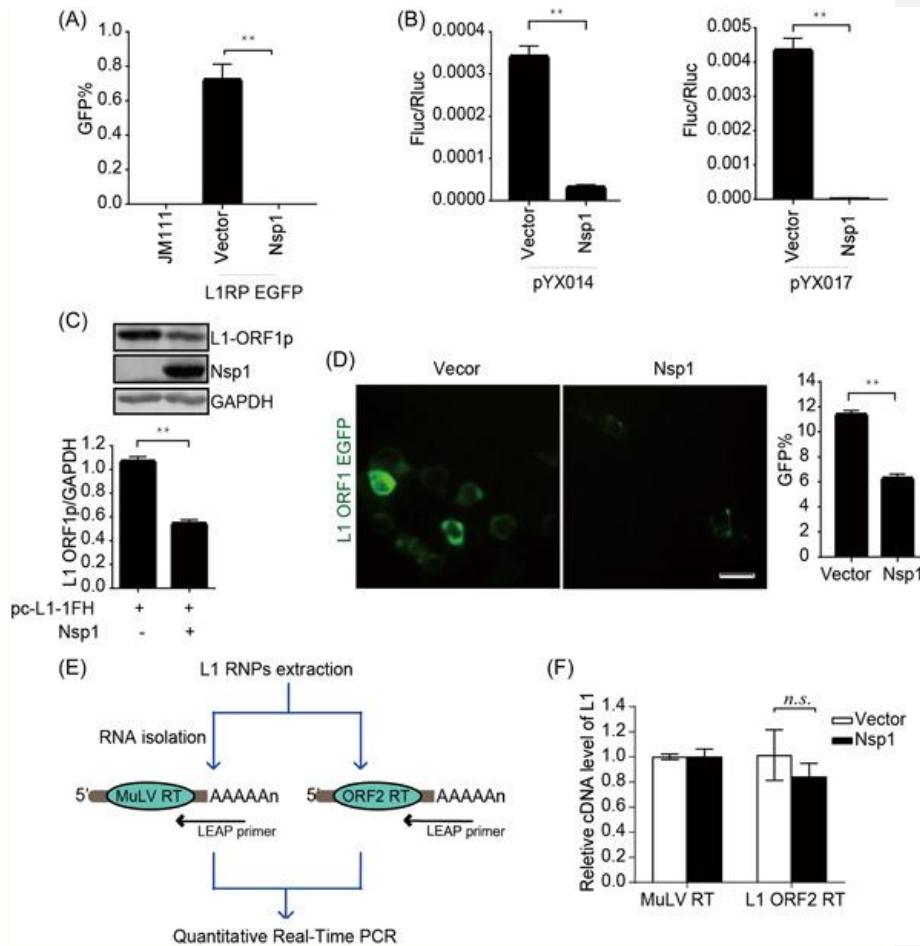 (A)
**
GFP%
1.0
0.8
0.6
0.4
0.2
0.0
JM111
Vector
Nsp1
L1RP EGFP
(B)
**
Fluc/Rluc
0.0004
0.0003
0.0002
0.0001
0.0000
Vector
Nsp1
pYX014
**
Fluc/Rluc
0.005
0.004
0.003
0.002
0.001
0.000
Vector
Nsp1
pYX017
(C)
L1-ORF1p
Nsp1
GAPDH
**
L1 ORF1p/GAPDH
1.2
1.0
0.8
0.6
0.4
0.2
0.0
pc-L1-1FH + +
Nsp1 - +
(D)
Vecor
Nsp1
L1 ORF1 EGFP
**
GFP%
14
12
10
8
6
4
2
0
Vector Nsp1
(E)
L1 RNPs extraction
RNA isolation
5' MuLV RT AAAAAn
LEAP primer
5' ORF2 RT AAAAAn
LEAP primer
Quantitative Real-Time PCR
(F)
n.s.
Vector
Nsp1
Reletive cDNA level of L1
1.4
1.2
1.0
0.8
0.6
0.4
0.2
0.0
MuLV RT L1 ORF2 RT